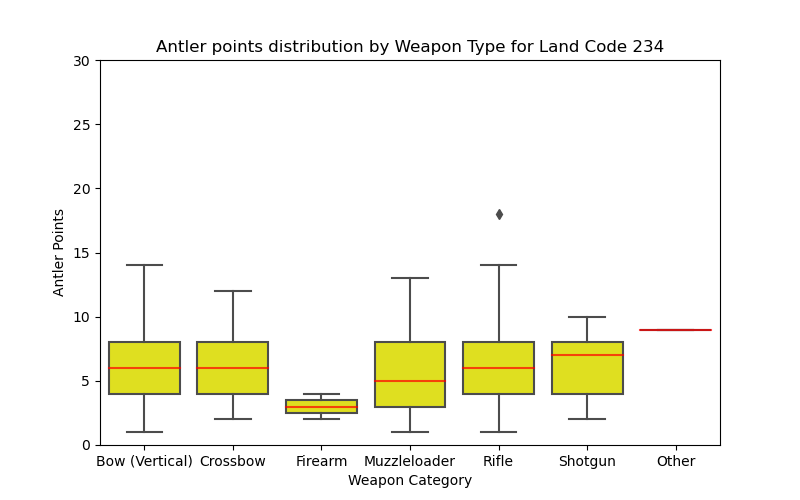 Antler points distribution by Weapon Type for Land Code 234
30
25
20
15
10
5
0
Antler Points
Bow (Vertical) Crossbow Firearm Muzzleloader Rifle Shotgun Other
Weapon Category